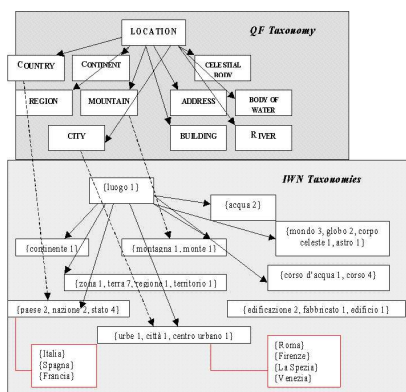 LOCATION
QF Taxonomy
COUNTRY
CONTINENT
CELESTIAL
BODY
REGION
MOUNTAIN
ADDRESS
BODY OF
WATER
CITY
BUILDING
RIVER
IWN Taxonomies
{luogo 1}
{acqua 2}
{continente 1}
{montagna 1, monte 1}
{mondo 3, globo 2, corpo
celeste 1, astro 1}
{zona 1, terra 7, regione 1, territorio 1}
{corso d'acqua 1, corso 4}
{paese 2, nazione 2, stato 4}
{edificazione 2, fabbricato 1, edificio 1}
{urbe 1, città 1, centro urbano 1}
{Italia}
{Spagna}
{Francia}
{Roma}
{Firenze}
{La Spezia}
{Venezia}